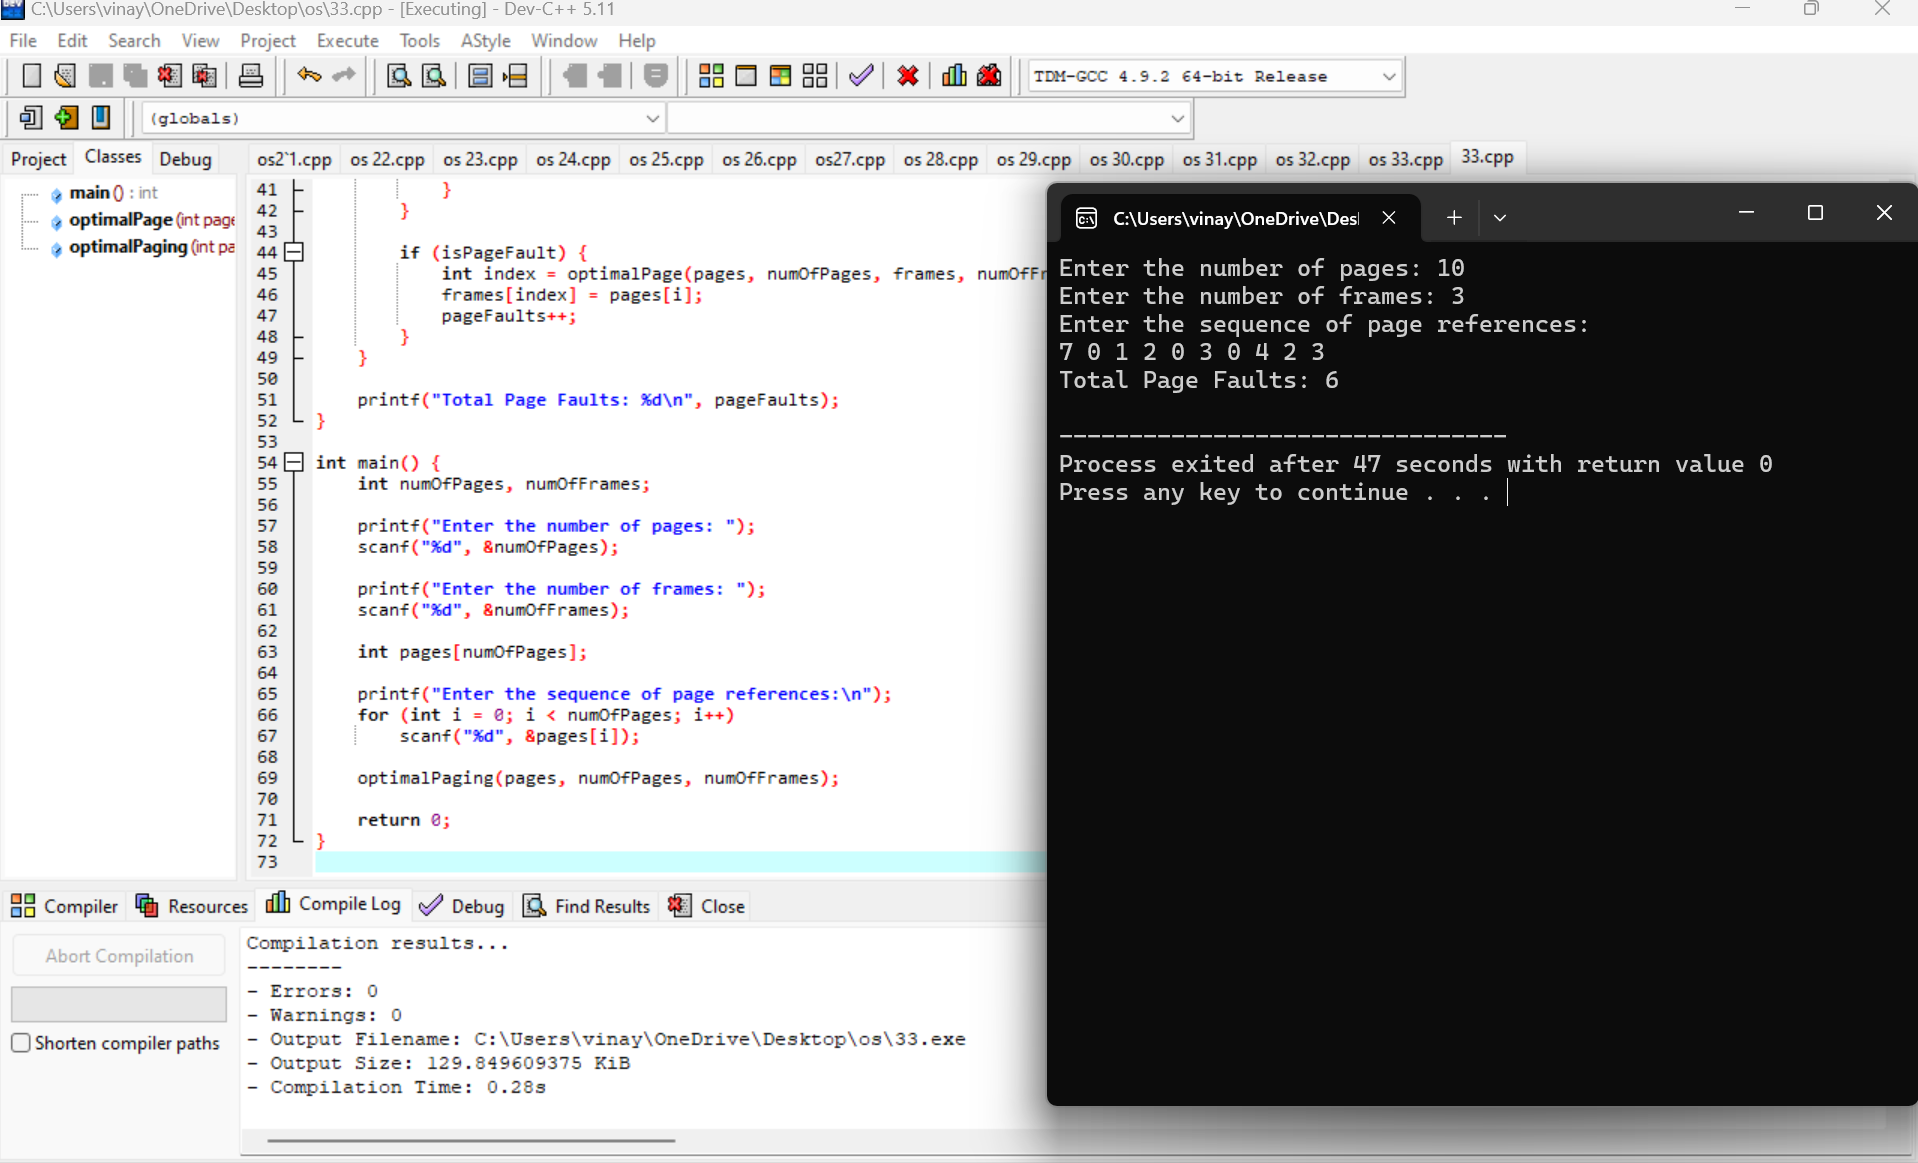 C:\Users\vinay\OneDrive\Desktop\os\33.cpp - [Executing] - Dev-C++ 5.11
File Edit Search View Project Execute Tools AStyle Window Help
TDM-GCC 4.9.2 64-bit Release
(globals)
Project Classes Debug
os2`1.cpp os 22.cpp os 23.cpp os 24.cpp os 25.cpp os 26.cpp os27.cpp os 28.cpp os 29.cpp os 30.cpp os 31.cpp os 32.cpp os 33.cpp 33.cpp
main () : int
optimalPage (int page
optimalPaging (int pa
41 }
42 }
43
44 if (isPageFault) {
45 int index = optimalPage(pages, numOfPages, frames, numOfFr
46 frames[index] = pages[i];
47 pageFaults++;
48 }
49 }
50
51 printf("Total Page Faults: %d\n", pageFaults);
52 }
53
54 int main() {
55 int numOfPages, numOfFrames;
56
57 printf("Enter the number of pages: ");
58 scanf("%d", &numOfPages);
59
60 printf("Enter the number of frames: ");
61 scanf("%d", &numOfFrames);
62
63 int pages[numOfPages];
64
65 printf("Enter the sequence of page references:\n");
66 for (int i = 0; i < numOfPages; i++)
67 scanf("%d", &pages[i]);
68
69 optimalPaging(pages, numOfPages, numOfFrames);
70
71 return 0;
72 }
73
C:\Users\vinay\OneDrive\Des
Enter the number of pages: 10
Enter the number of frames: 3
Enter the sequence of page references:
7 0 1 2 0 3 0 4 2 3
Total Page Faults: 6
--------------------------------
Process exited after 47 seconds with return value 0
Press any key to continue . . .
Compiler Resources Compile Log Debug Find Results Close
Abort Compilation
Shorten compiler paths
Compilation results...
--------
- Errors: 0
- Warnings: 0
- Output Filename: C:\Users\vinay\OneDrive\Desktop\os\33.exe
- Output Size: 129.849609375 KiB
- Compilation Time: 0.28s